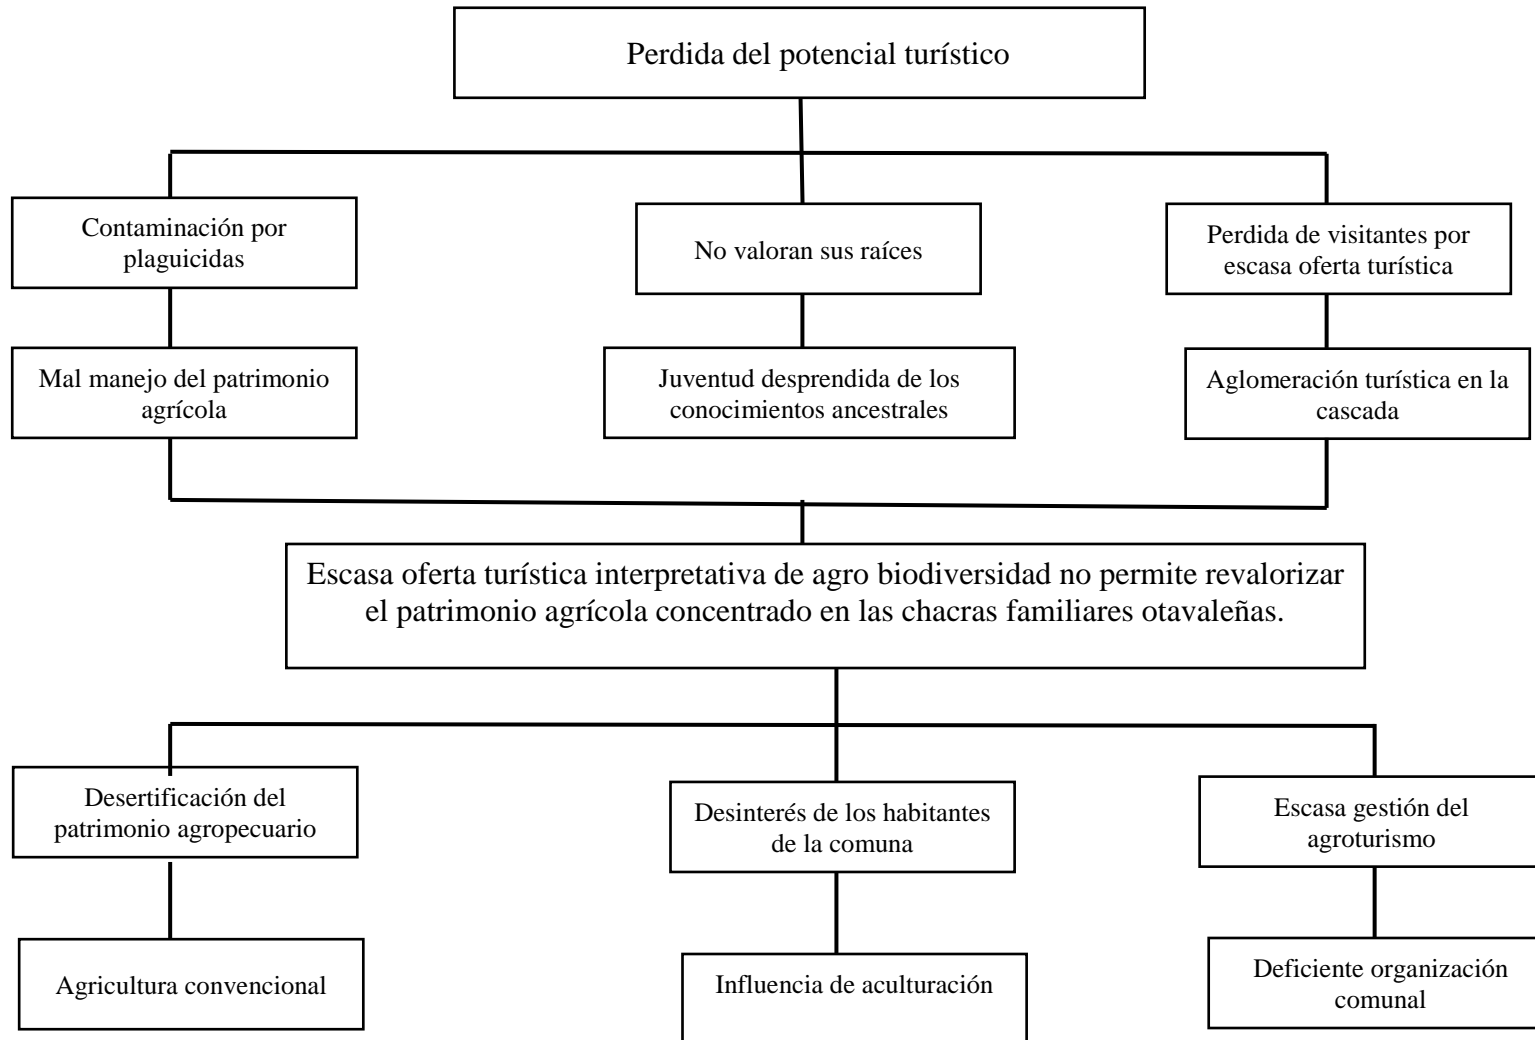 Perdida del potencial turístico
Contaminación por
plaguicidas
No valoran sus raíces
Perdida de visitantes por
escasa oferta turística
Mal manejo del patrimonio
agrícola
Juventud desprendida de los
conocimientos ancestrales
Aglomeración turística en la
cascada
Escasa oferta turística interpretativa de agro biodiversidad no permite revalorizar
el patrimonio agrícola concentrado en las chacras familiares otavaleñas.
Desertificación del
patrimonio agropecuario
Desinterés de los habitantes
de la comuna
Escasa gestión del
agroturismo
Agricultura convencional
Influencia de aculturación
Deficiente organización
comunal